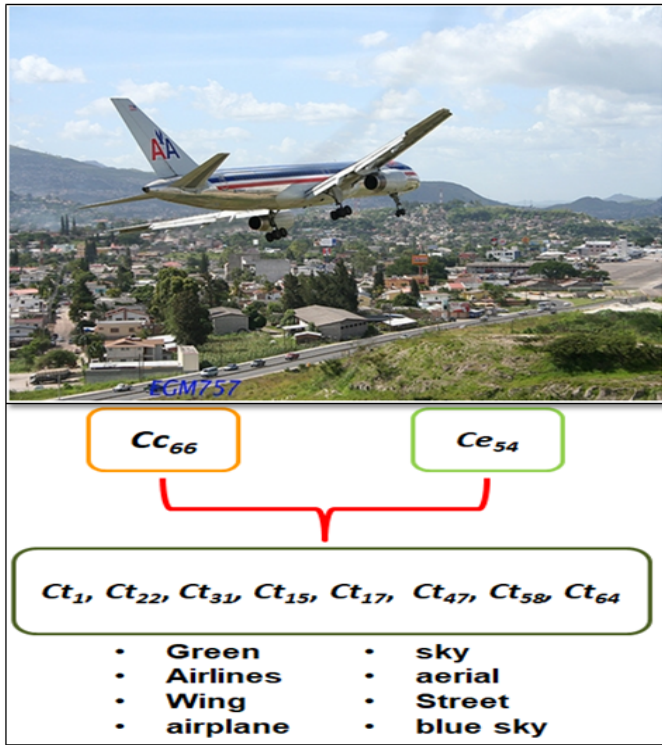 AA
EGM757
Cc66 Ce54
Ct1, Ct22, Ct31, Ct15, Ct17, Ct47, Ct58, Ct64
• Green • sky
• Airlines • aerial
• Wing • Street
• airplane • blue sky